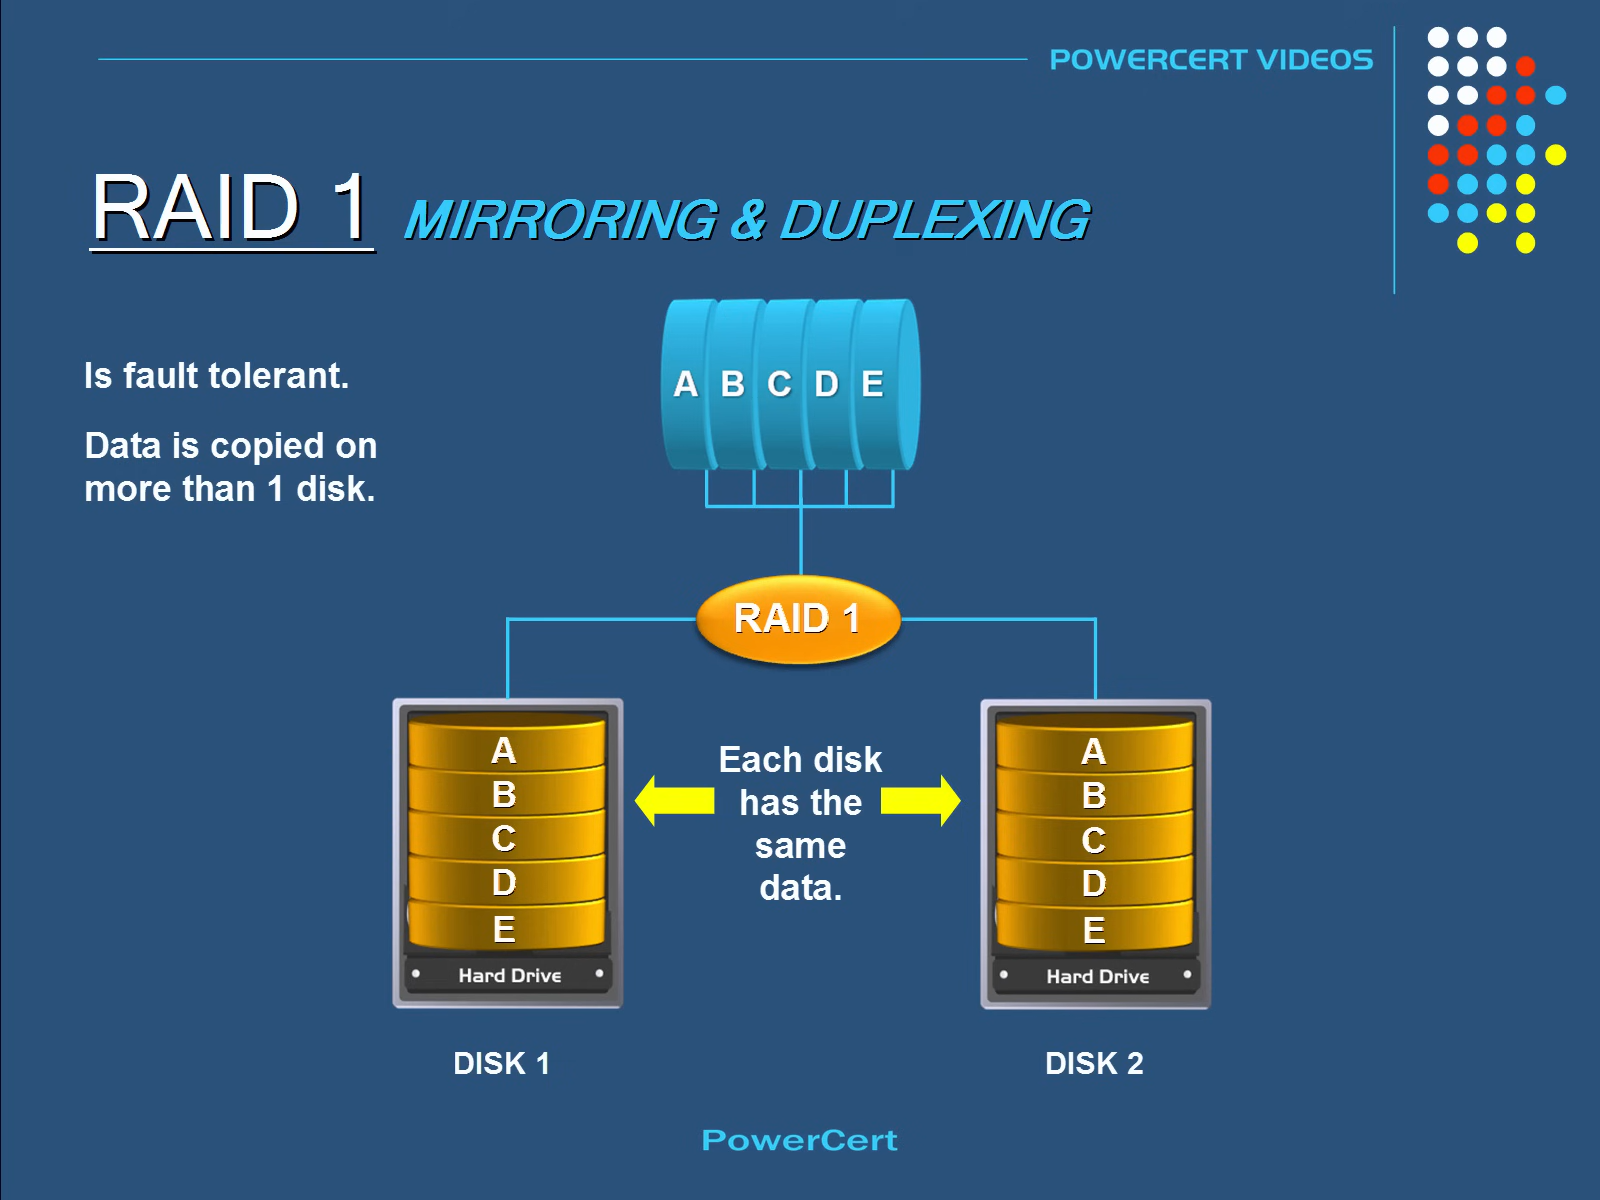 POWERCERT VIDEOS
RAID 1 MIRRORING & DUPLEXING
Is fault tolerant.
Data is copied on
more than 1 disk.
A B C D E
RAID 1
A
B
C
D
E
Hard Drive
DISK 1
Each disk
has the
same
data.
A
B
C
D
E
Hard Drive
DISK 2
PowerCert